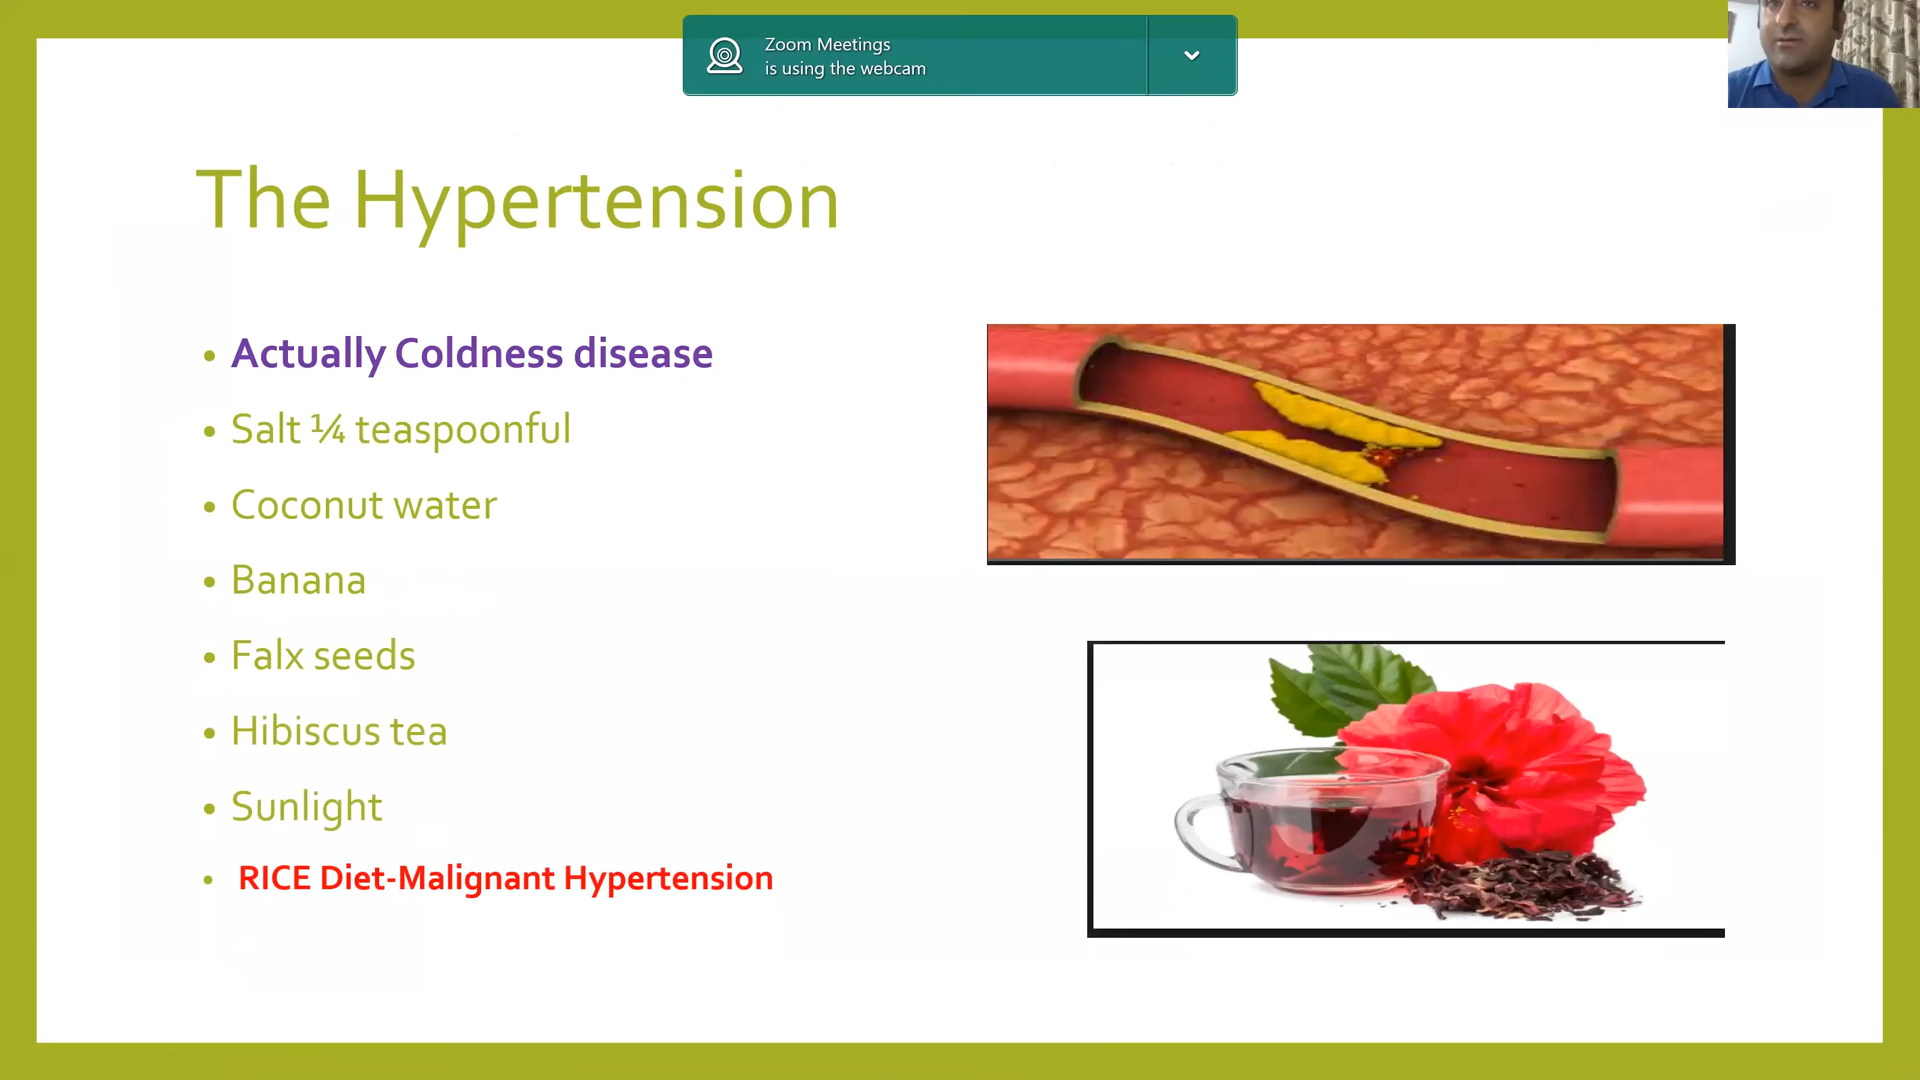 Zoom Meetings
is using the webcam
The Hypertension
• Actually Coldness disease
• Salt ¼ teaspoonful
• Coconut water
• Banana
• Falx seeds
• Hibiscus tea
• Sunlight
• RICE Diet-Malignant Hypertension